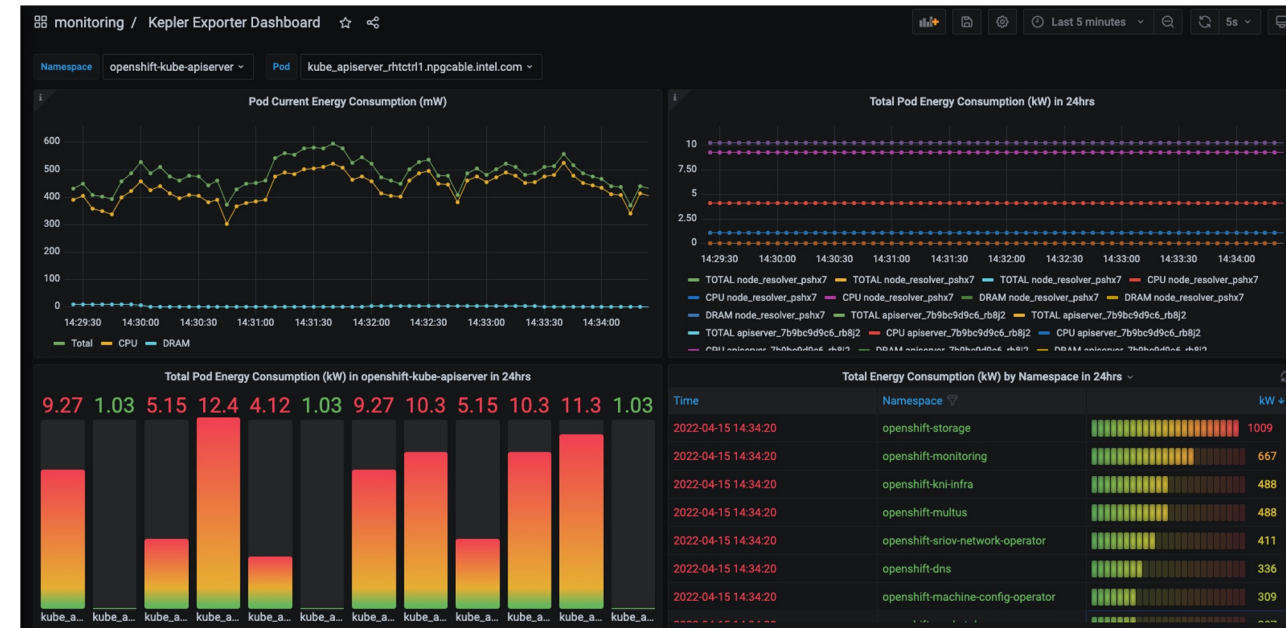 monitoring / Kepler Exporter Dashboard
Last 5 minutes
5s
Namespace openshift-kube-apiserver Pod kube_apiserver_rhtctrl1.npgcable.intel.com
Pod Current Energy Consumption (mW)
600
500
400
300
200
100
0
14:29:30 14:30:00 14:30:30 14:31:00 14:31:30 14:32:00 14:32:30 14:33:00 14:33:30 14:34:00
Total CPU DRAM
Total Pod Energy Consumption (kW) in 24hrs
10
7.50
5
2.50
0
14:29:30 14:30:00 14:30:30 14:31:00 14:31:30 14:32:00 14:32:30 14:33:00 14:33:30 14:34:00
TOTAL node_resolver_pshx7 TOTAL node_resolver_pshx7 TOTAL node_resolver_pshx7 CPU node_resolver_pshx7
CPU node_resolver_pshx7 CPU node_resolver_pshx7 DRAM node_resolver_pshx7 DRAM node_resolver_pshx7
DRAM node_resolver_pshx7 TOTAL apiserver_7b9bc9d9c6_rb8j2 TOTAL apiserver_7b9bc9d9c6_rb8j2
TOTAL apiserver_7b9bc9d9c6_rb8j2 CPU apiserver_7b9bc9d9c6_rb8j2 CPU apiserver_7b9bc9d9c6_rb8j2
CPU apiserver_7b9bc9d9c6_rb8j2 DRAM apiserver_7b9bc9d9c6_rb8j2 DRAM apiserver_7b9bc9d9c6_rb8j2
Total Pod Energy Consumption (kW) in openshift-kube-apiserver in 24hrs
9.27 1.03 5.15 12.4 4.12 1.03 9.27 10.3 5.15 10.3 11.3 1.03
kube_a... kube_a... kube_a... kube_a... kube_a... kube_a... kube_a... kube_a... kube_a... kube_a... kube_a... kube_a...
Total Energy Consumption (kW) by Namespace in 24hrs
Time Namespace kW
2022-04-15 14:34:20 openshift-storage 1009
2022-04-15 14:34:20 openshift-monitoring 667
2022-04-15 14:34:20 openshift-kni-infra 488
2022-04-15 14:34:20 openshift-multus 488
2022-04-15 14:34:20 openshift-sriov-network-operator 411
2022-04-15 14:34:20 openshift-dns 336
2022-04-15 14:34:20 openshift-machine-config-operator 309